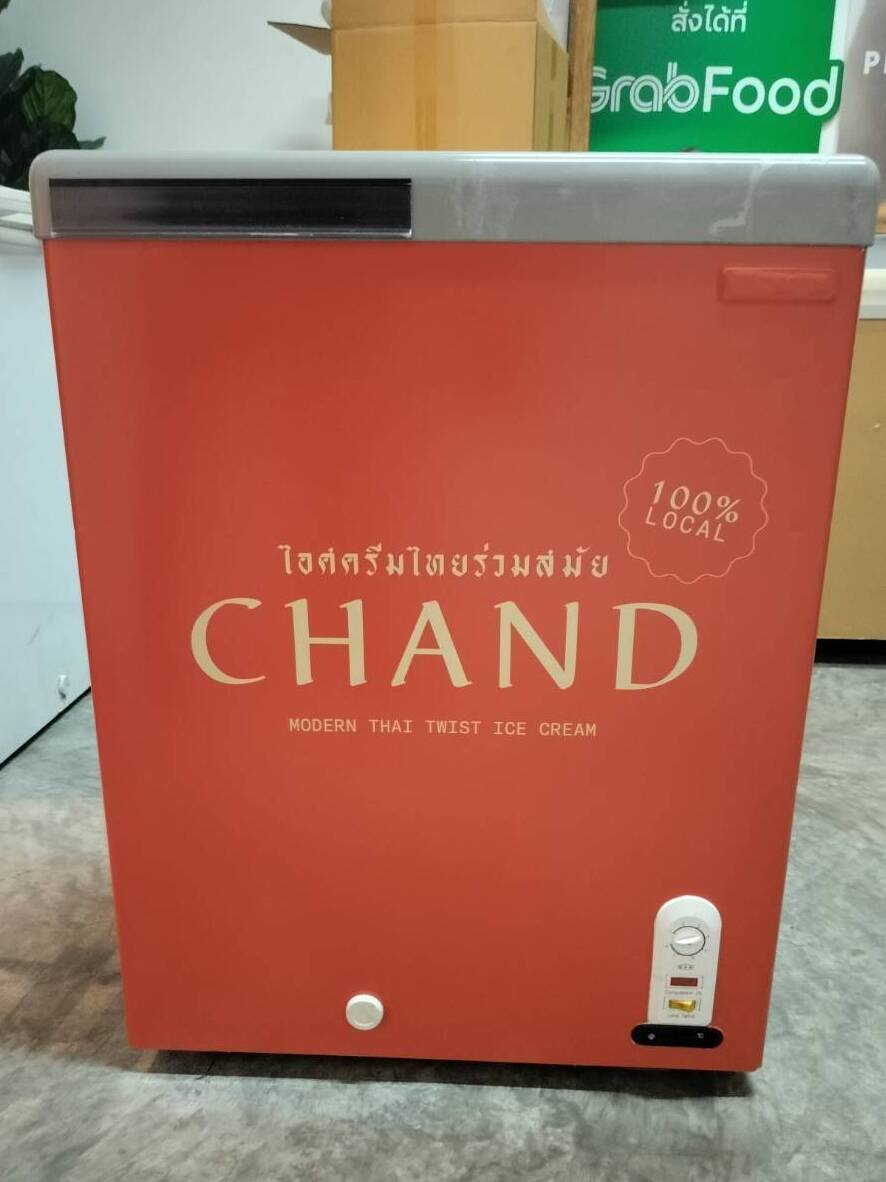 สั่งได้ที่
GrabFood
100%
LOCAL
ไอศครีมไทยร่วมสมัย
CHAND
MODERN THAI TWIST ICE CREAM